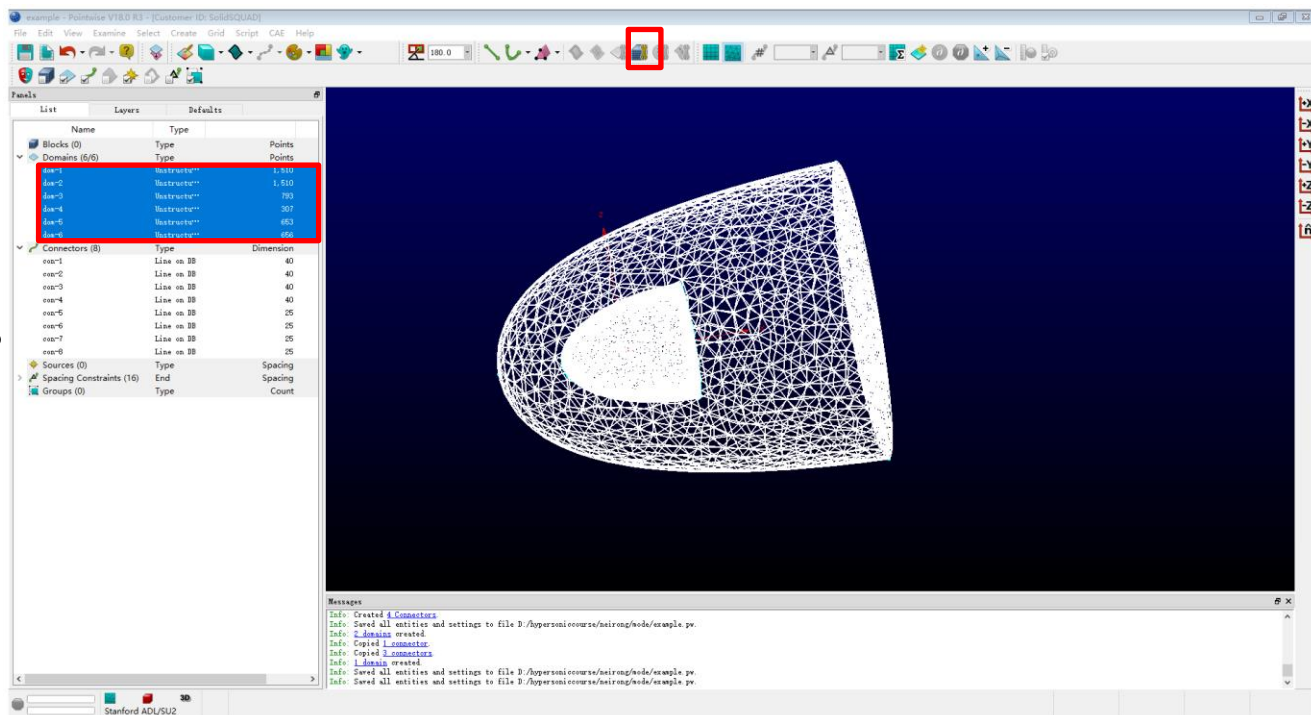 example - Pointwise V18.0 R3 - [Customer ID: SolidSQUAD]
File Edit View Examine Select Create Grid Script CAE Help
180.0
Panels
List Layers Defaults
Name Type
Blocks (0) Type Points
Domains (6/6) Type Points
dom-1 Unstructu··· 1,510
dom-2 Unstructu··· 1,510
dom-3 Unstructu··· 793
dom-4 Unstructu··· 307
dom-5 Unstructu··· 653
dom-6 Unstructu··· 656
Connectors (8) Type Dimension
con-1 Line on DB 40
con-2 Line on DB 40
con-3 Line on DB 40
con-4 Line on DB 40
con-5 Line on DB 25
con-6 Line on DB 25
con-7 Line on DB 25
con-8 Line on DB 25
Sources (0) Type Spacing
Spacing Constraints (16) End Spacing
Groups (0) Type Count
Messages
Info: Created 4 Connectors.
Info: Saved all entities and settings to file D:/hypersoniccourse/neirong/mode/example.pw.
Info: 2 domains created.
Info: Copied 1 connector.
Info: Copied 3 connectors.
Info: 1 domain created.
Info: Saved all entities and settings to file D:/hypersoniccourse/neirong/mode/example.pw.
Info: Saved all entities and settings to file D:/hypersoniccourse/neirong/mode/example.pw.
3D
Stanford ADL/SU2